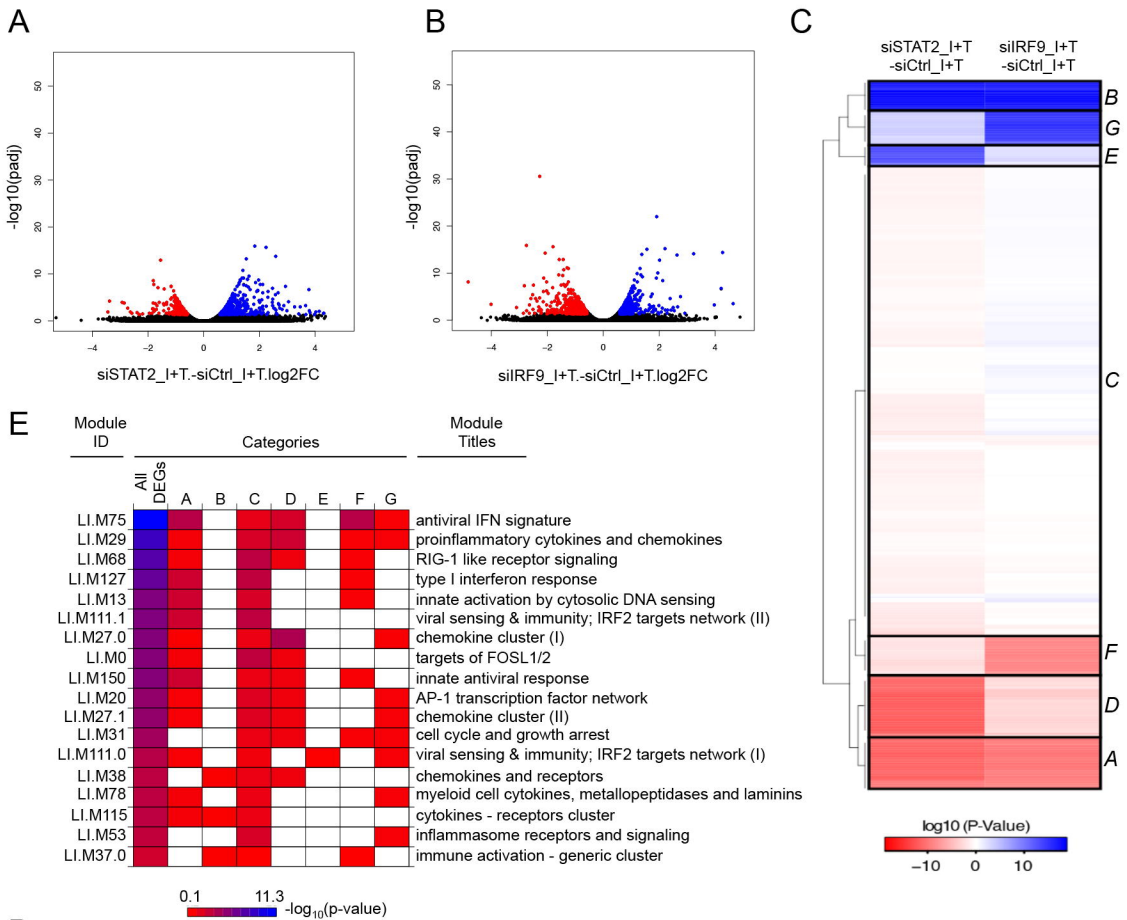 A
50
40
30
20
10
0
-log10(padj)
−4
−2
0
2
4
siSTAT2_I+T.-siCtrl_I+T.log2FC
B
50
40
30
20
10
0
-log10(padj)
−4
−2
0
2
4
siIRF9_I+T.-siCtrl_I+T.log2FC
C
siSTAT2_I+T
-siCtrl_I+T
siIRF9_I+T
-siCtrl_I+T
B
G
E
C
F
D
A
log10 (P-Value)
−10 0 10
E
Module
ID
Categories
Module
Titles
All
DEGs
A B C D E F G
LI.M75 antiviral IFN signature
LI.M29 proinflammatory cytokines and chemokines
LI.M68 RIG-1 like receptor signaling
LI.M127 type I interferon response
LI.M13 innate activation by cytosolic DNA sensing
LI.M111.1 viral sensing & immunity; IRF2 targets network (II)
LI.M27.0 chemokine cluster (I)
LI.M0 targets of FOSL1/2
LI.M150 innate antiviral response
LI.M20 AP-1 transcription factor network
LI.M27.1 chemokine cluster (II)
LI.M31 cell cycle and growth arrest
LI.M111.0 viral sensing & immunity; IRF2 targets network (I)
LI.M38 chemokines and receptors
LI.M78 myeloid cell cytokines, metallopeptidases and laminins
LI.M115 cytokines - receptors cluster
LI.M53 inflammasome receptors and signaling
LI.M37.0 immune activation - generic cluster
0.1 11.3
-log10(p-value)